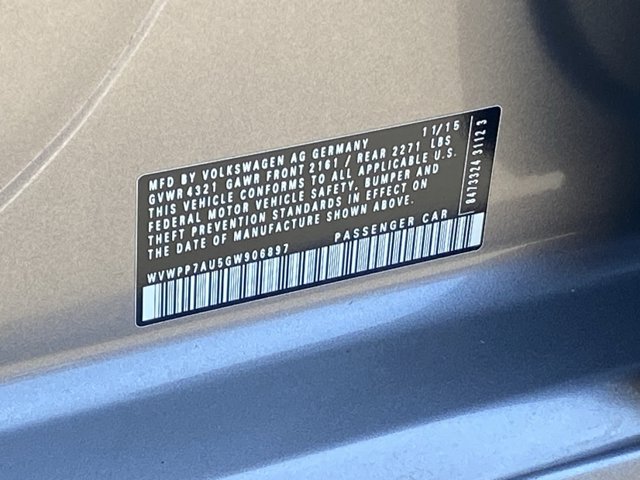 11/15
MFD BY VOLKSWAGEN AG GERMANY
GVWR 4321 GAWR FRONT 2161 / REAR 2271 LBS
THIS VEHICLE CONFORMS TO ALL APPLICABLE U.S.
FEDERAL MOTOR VEHICLE SAFETY, BUMPER AND
THEFT PREVENTION STANDARDS IN EFFECT ON
THE DATE OF MANUFACTURE SHOWN ABOVE.
WVWPP7AU5GW906897 PASSENGER CAR
8473924 3112 3